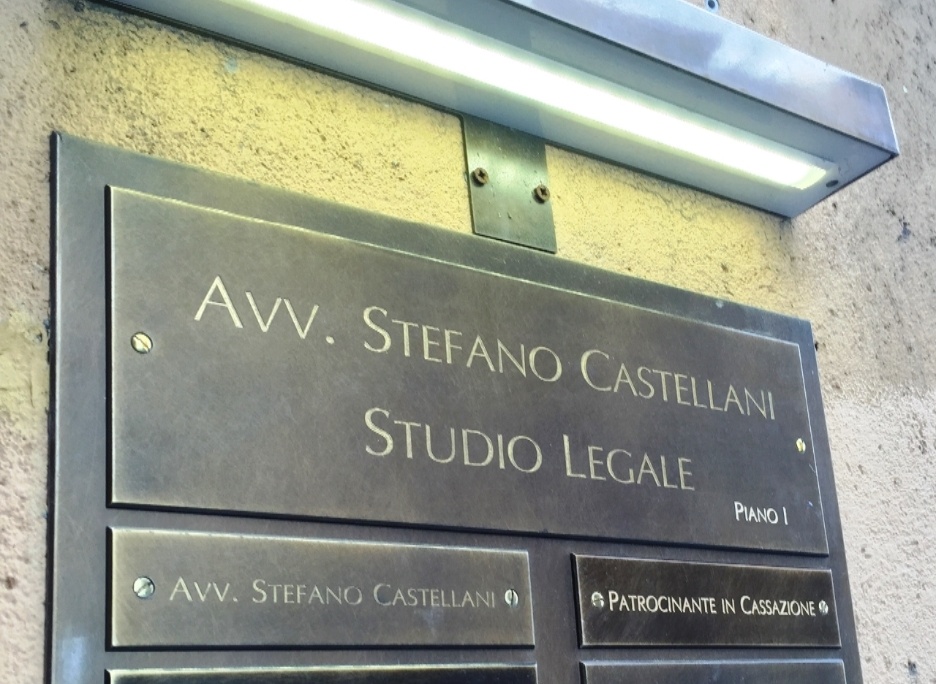 Avv. Stefano Castellani
Studio Legale
Piano I
Avv. Stefano Castellani
Patrocinante in Cassazione